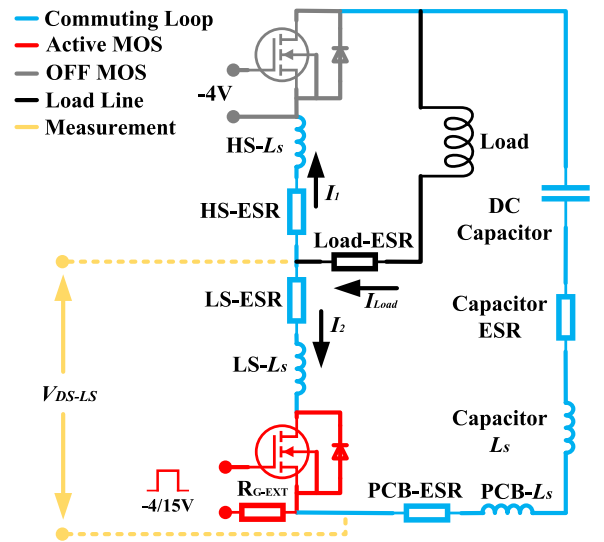 Commuting Loop
Active MOS
OFF MOS
Load Line
Measurement
-4V
HS-Ls
I1
HS-ESR
Load
DC
Capacitor
Load-ESR
ILoad
LS-ESR
I2
Capacitor
ESR
LS-Ls
VDS-LS
Capacitor
Ls
-4/15V
RG-EXT
PCB-ESR
PCB-Ls